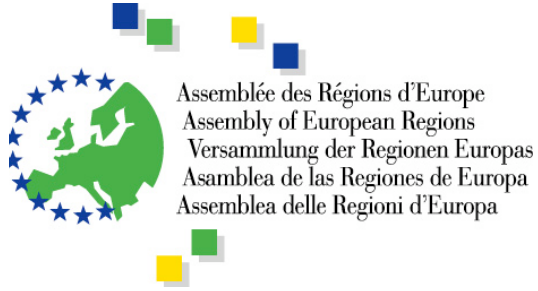 Assemblée des Régions d'Europe
Assembly of European Regions
Versammlung der Regionen Europas
Asamblea de las Regiones de Europa
Assemblea delle Regioni d'Europa